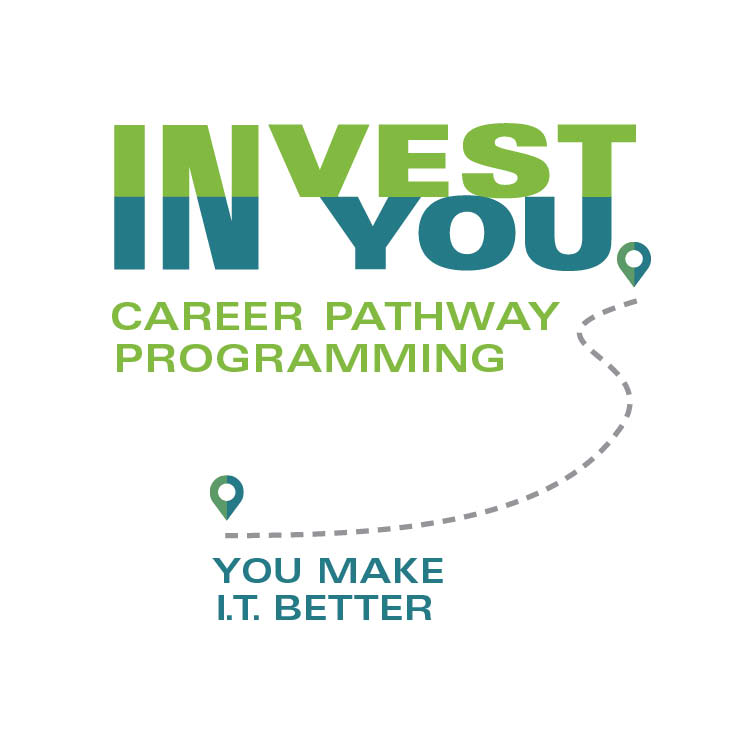 INVEST
IN YOU
CAREER PATHWAY
PROGRAMMING
YOU MAKE
I.T. BETTER